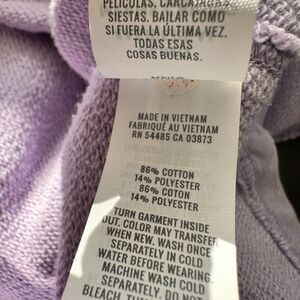 PELÍCULAS, CARCAJADAS,
SIESTAS, BAILAR COMO
SI FUERA LA ÚLTIMA VEZ.
TODAS ESAS
COSAS BUENAS.
MADE IN VIETNAM
FABRIQUÉ AU VIETNAM
RN 54485 CA 03873
86% COTTON
14% POLYESTER
86% COTON
14% POLYESTER
TURN GARMENT INSIDE
OUT. COLOR MAY TRANSFER
WHEN NEW. WASH ONCE
SEPARATELY IN COLD
WATER BEFORE WEARING.
MACHINE WASH COLD
SEPARATELY. DO NOT
BLEACH.